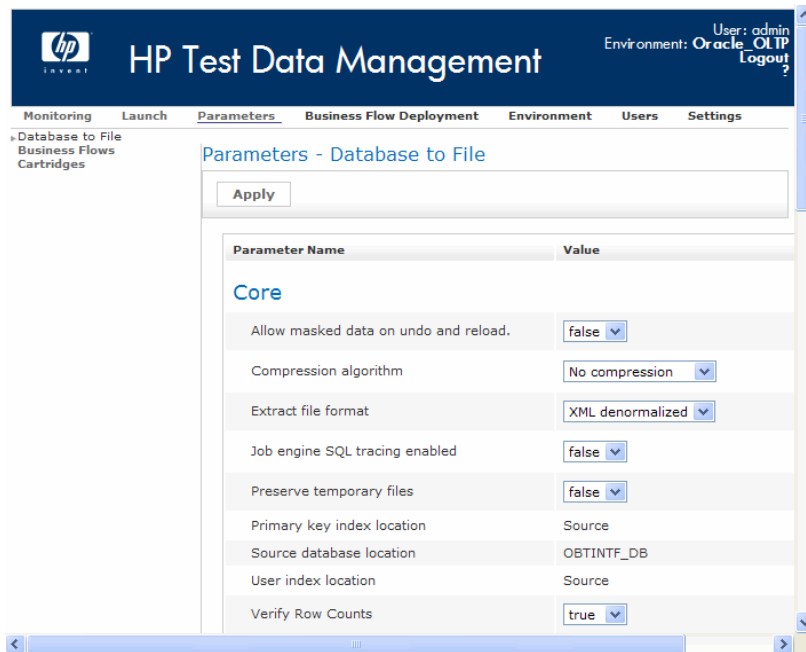 hp
invent
HP Test Data Management
User: admin
Environment: Oracle_OLTP
Logout
?
Monitoring Launch Parameters Business Flow Deployment Environment Users Settings
Database to File
Business Flows
Cartridges
Parameters - Database to File
Apply
Parameter Name Value
Core
Allow masked data on undo and reload. false
Compression algorithm No compression
Extract file format XML denormalized
Job engine SQL tracing enabled false
Preserve temporary files false
Primary key index location Source
Source database location OBTINTF_DB
User index location Source
Verify Row Counts true